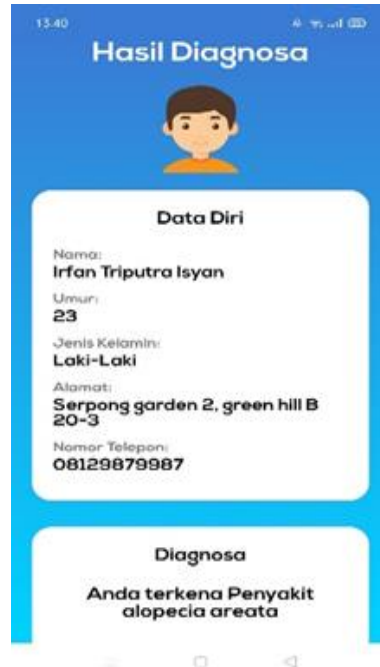 13.40
Hasil Diagnosa
Data Diri
Nama:
Irfan Triputra Isyan
Umur:
23
Jenis Kelamin:
Laki-Laki
Alamat:
Serpong garden 2, green hill B
20-3
Nomor Telepon:
08129879987
Diagnosa
Anda terkena Penyakit
alopecia areata